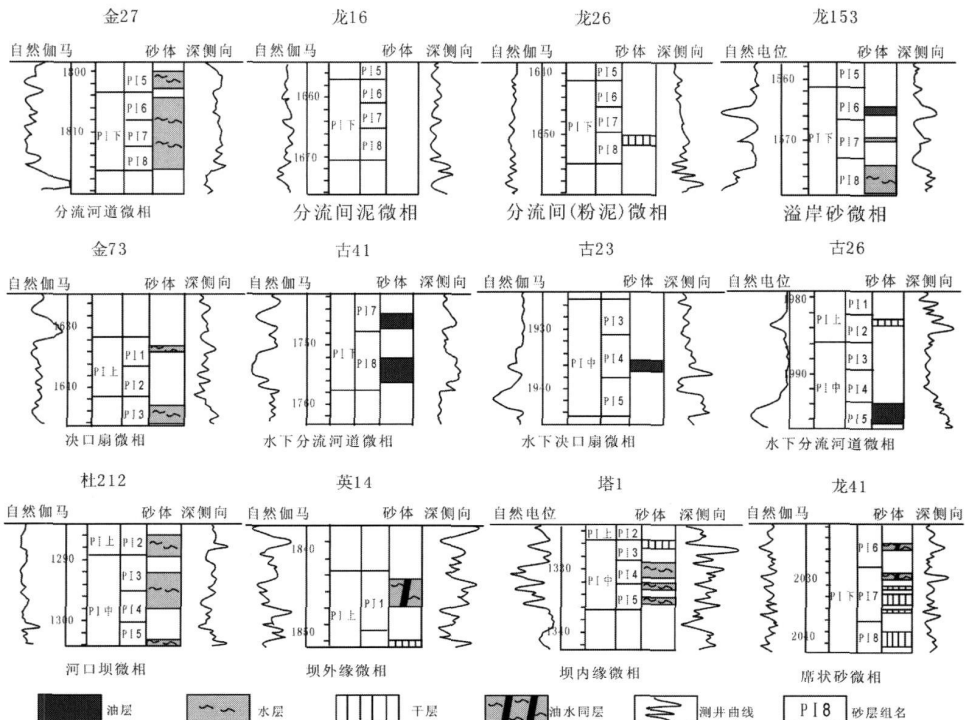 金27 龙16 龙26 龙153
自然伽马 砂体 深侧向 自然伽马 砂体 深侧向 自然伽马 砂体 深侧向 自然电位 砂体 深侧向
1800 PⅠ5 PⅠ5 1640 PⅠ5 1560 PⅠ5
PⅠ6 1660 PⅠ6 PⅠ6 PⅠ6
1810 PⅠ下 PⅠ7 PⅠ下 PⅠ7 1650 PⅠ下 PⅠ7 1570 PⅠ下 PⅠ7
PⅠ8 1670 PⅠ8 PⅠ8 PⅠ8
分流河道微相 分流间泥微相 分流间(粉泥)微相 溢岸砂微相
金73 古41 古23 古26
自然伽马 砂体 深侧向 自然伽马 砂体 深侧向 自然伽马 砂体 深侧向 自然电位 砂体 深侧向
1630 PⅠ7 1930 PⅠ3 1980 PⅠ上 PⅠ1
PⅠ上 PⅠ1 1750 PⅠ下 PⅠ8 PⅠ中 PⅠ4 PⅠ2
1640 PⅠ2 1940 1990 PⅠ中 PⅠ3
PⅠ3 1760 PⅠ5 PⅠ4
PⅠ5
决口扇微相 水下分流河道微相 水下决口扇微相 水下分流河道微相
杜212 英14 塔1 龙41
自然伽马 砂体 深侧向 自然伽马 砂体 深侧向 自然电位 砂体 深侧向 自然伽马 砂体 深侧向
1290 PⅠ上 PⅠ2 1840 PⅠ上 PⅠ2 PⅠ6
PⅠ3 PⅠ1 1330 PⅠ3 2030
PⅠ中 PⅠ4 PⅠ上 PⅠ中 PⅠ4 PⅠ下 PⅠ7
1300 PⅠ5 1850 PⅠ5 2040 PⅠ8
1340
河口坝微相 坝外缘微相 坝内缘微相 席状砂微相
油层 水层 干层 油水同层 测井曲线 PⅠ8 砂层组名